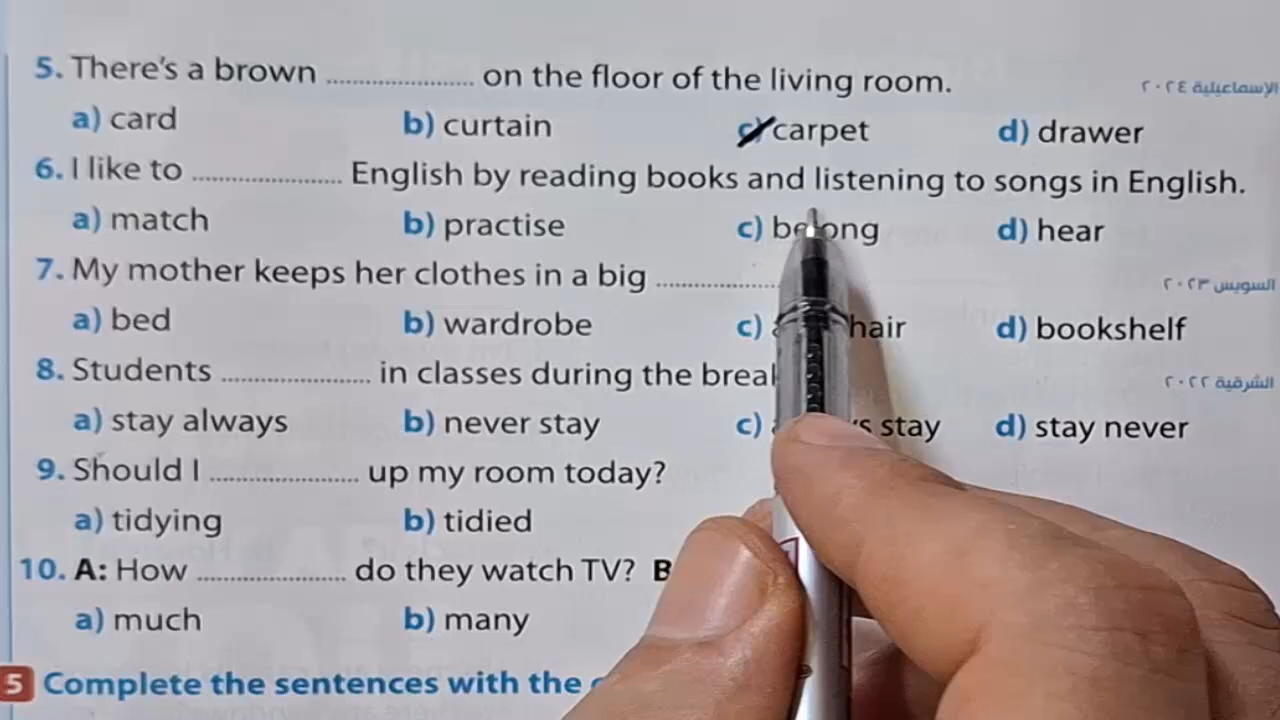 5. There's a brown .................... on the floor of the living room. الإسماعيلية ٢٠٢٤
a) card b) curtain c) carpet d) drawer
6. I like to .................... English by reading books and listening to songs in English.
a) match b) practise c) belong d) hear
7. My mother keeps her clothes in a big .................... السويس ٢٠٢٣
a) bed b) wardrobe c) hair d) bookshelf
8. Students .................... in classes during the brea الشرقية ٢٠٢٢
a) stay always b) never stay c) s stay d) stay never
9. Should I .................... up my room today?
a) tidying b) tidied
10. A: How .................... do they watch TV? B
a) much b) many
5 Complete the sentences with the